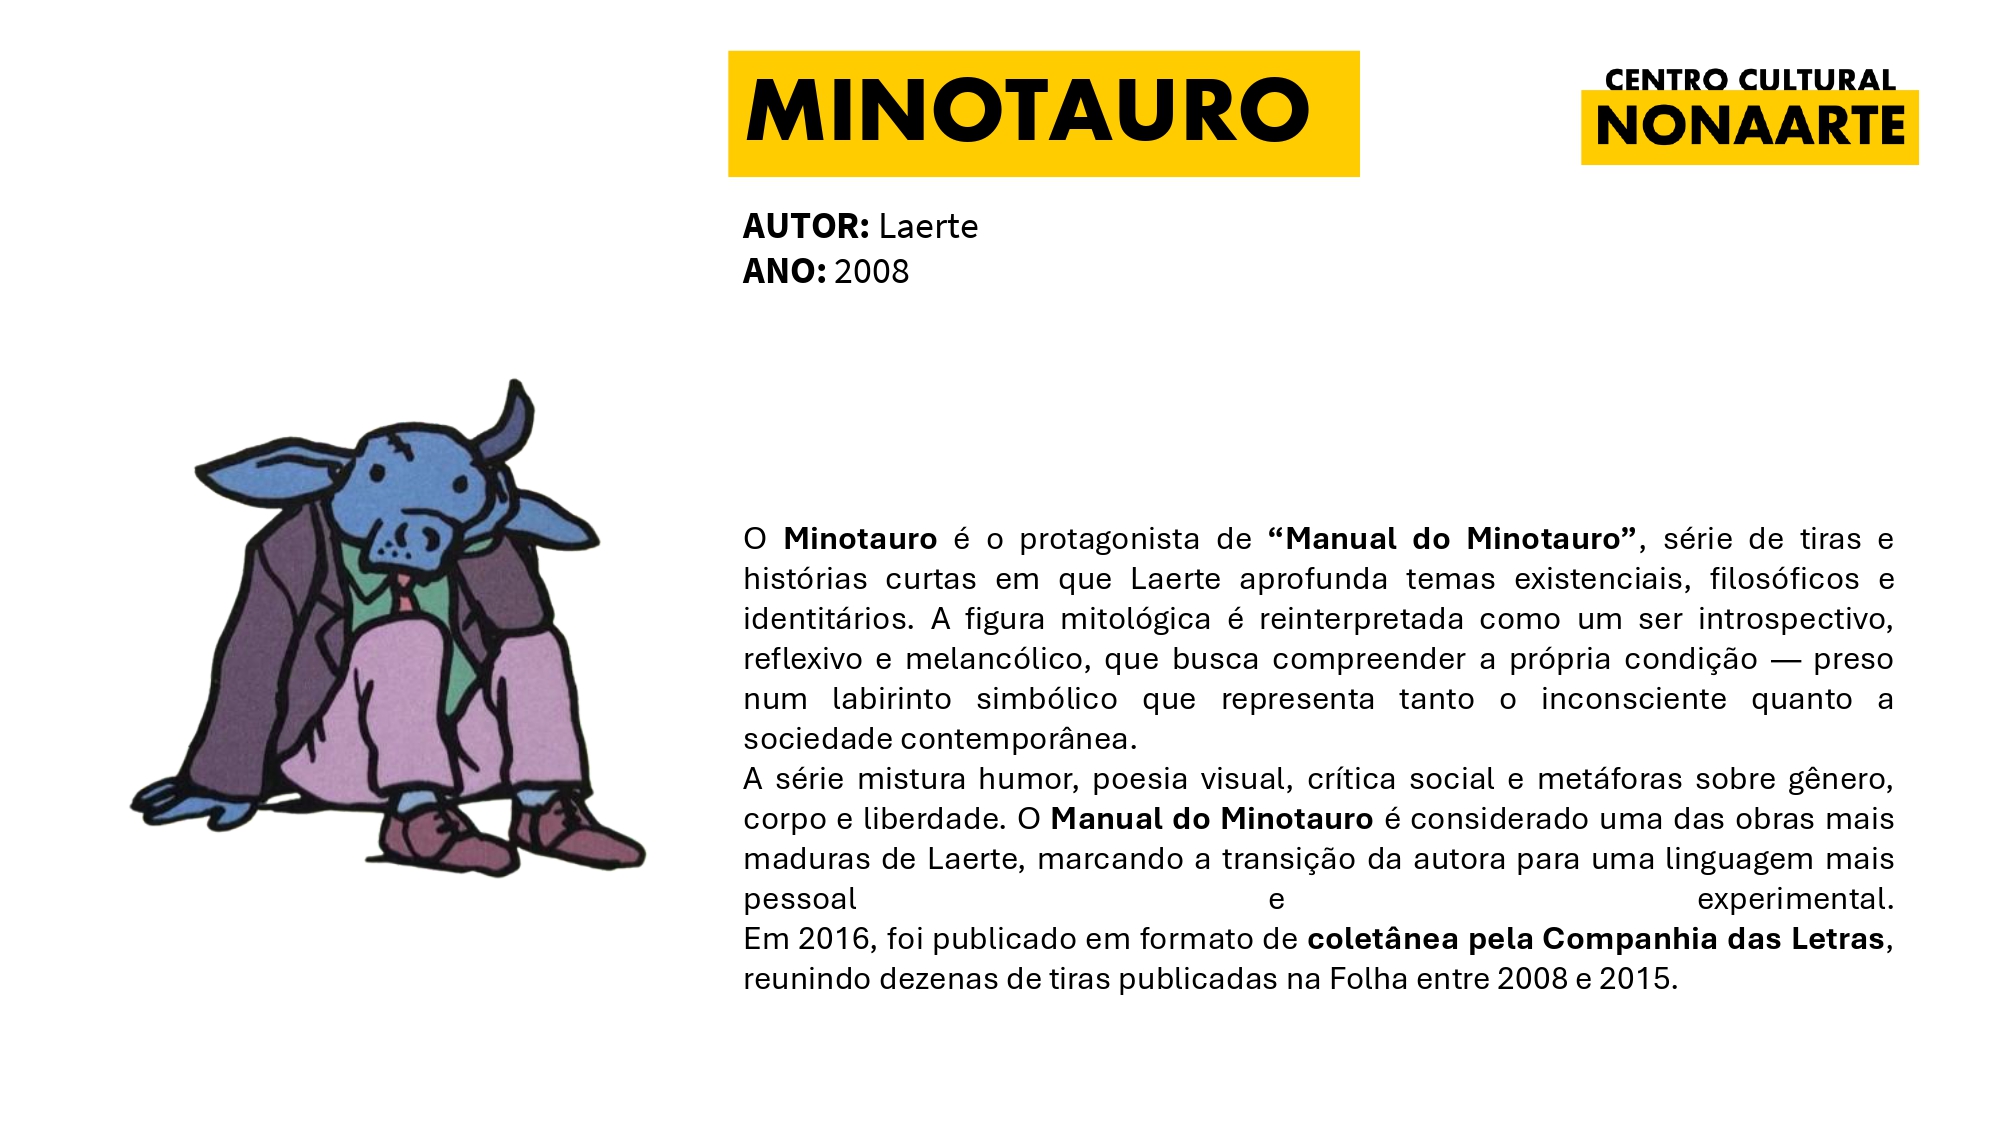 MINOTAURO
CENTRO CULTURAL
NONAARTE
AUTOR: Laerte
ANO: 2008
O Minotauro é o protagonista de “Manual do Minotauro”, série de tiras e
histórias curtas em que Laerte aprofunda temas existenciais, filosóficos e
identitários. A figura mitológica é reinterpretada como um ser introspectivo,
reflexivo e melancólico, que busca compreender a própria condição — preso
num labirinto simbólico que representa tanto o inconsciente quanto a
sociedade contemporânea.
A série mistura humor, poesia visual, crítica social e metáforas sobre gênero,
corpo e liberdade. O Manual do Minotauro é considerado uma das obras mais
maduras de Laerte, marcando a transição da autora para uma linguagem mais
pessoal e experimental.
Em 2016, foi publicado em formato de coletânea pela Companhia das Letras,
reunindo dezenas de tiras publicadas na Folha entre 2008 e 2015.